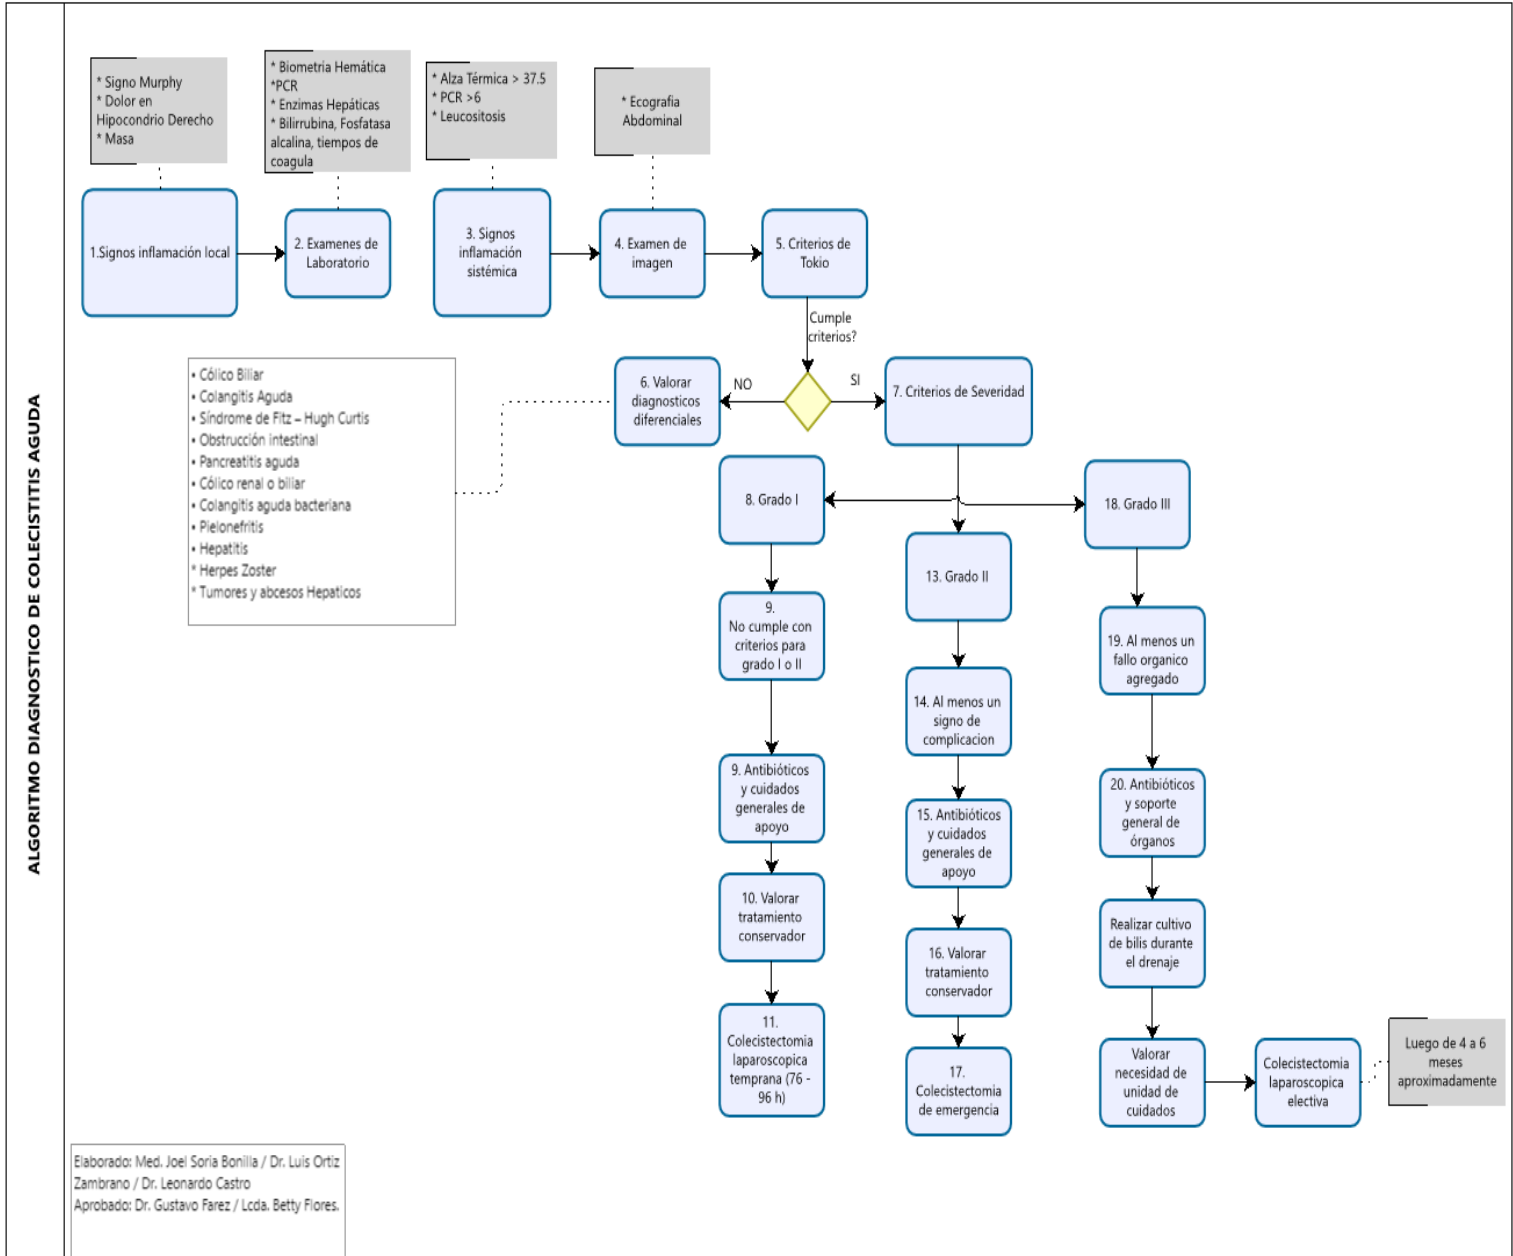 ALGORITMO DIAGNOSTICO DE COLECISTITIS AGUDA
* Signo Murphy
* Dolor en
Hipocondrio Derecho
* Masa
* Biometria Hemática
*PCR
* Enzimas Hepáticas
* Bilirrubina, Fosfatasa
alcalina, tiempos de
coagula
* Alza Térmica > 37.5
* PCR >6
* Leucositosis
* Ecografia
Abdominal
1.Signos inflamación local
2. Examenes de
Laboratorio
3. Signos
inflamación
sistémica
4. Examen de
imagen
5. Criterios de
Tokio
Cumple
criterios?
NO
SI
6. Valorar
diagnosticos
diferenciales
7. Criterios de Severidad
• Cólico Biliar
• Colangitis Aguda
• Síndrome de Fitz – Hugh Curtis
• Obstrucción intestinal
• Pancreatitis aguda
• Cólico renal o biliar
• Colangitis aguda bacteriana
• Pielonefritis
• Hepatitis
* Herpes Zoster
* Tumores y abcesos Hepaticos
8. Grado I
9.
No cumple con
criterios para
grado I o II
9. Antibióticos
y cuidados
generales de
apoyo
10. Valorar
tratamiento
conservador
11.
Colecistectomia
laparoscopica
temprana (76 -
96 h)
13. Grado II
14. Al menos un
signo de
complicacion
15. Antibióticos
y cuidados
generales de
apoyo
16. Valorar
tratamiento
conservador
17.
Colecistectomia
de emergencia
18. Grado III
19. Al menos un
fallo organico
agregado
20. Antibióticos
y soporte
general de
órganos
Realizar cultivo
de bilis durante
el drenaje
Valorar
necesidad de
unidad de
cuidados
Colecistectomia
laparoscopica
electiva
Luego de 4 a 6
meses
aproximadamente
Elaborado: Med. Joel Soria Bonilla / Dr. Luis Ortiz
Zambrano / Dr. Leonardo Castro
Aprobado: Dr. Gustavo Farez / Lcda. Betty Flores.